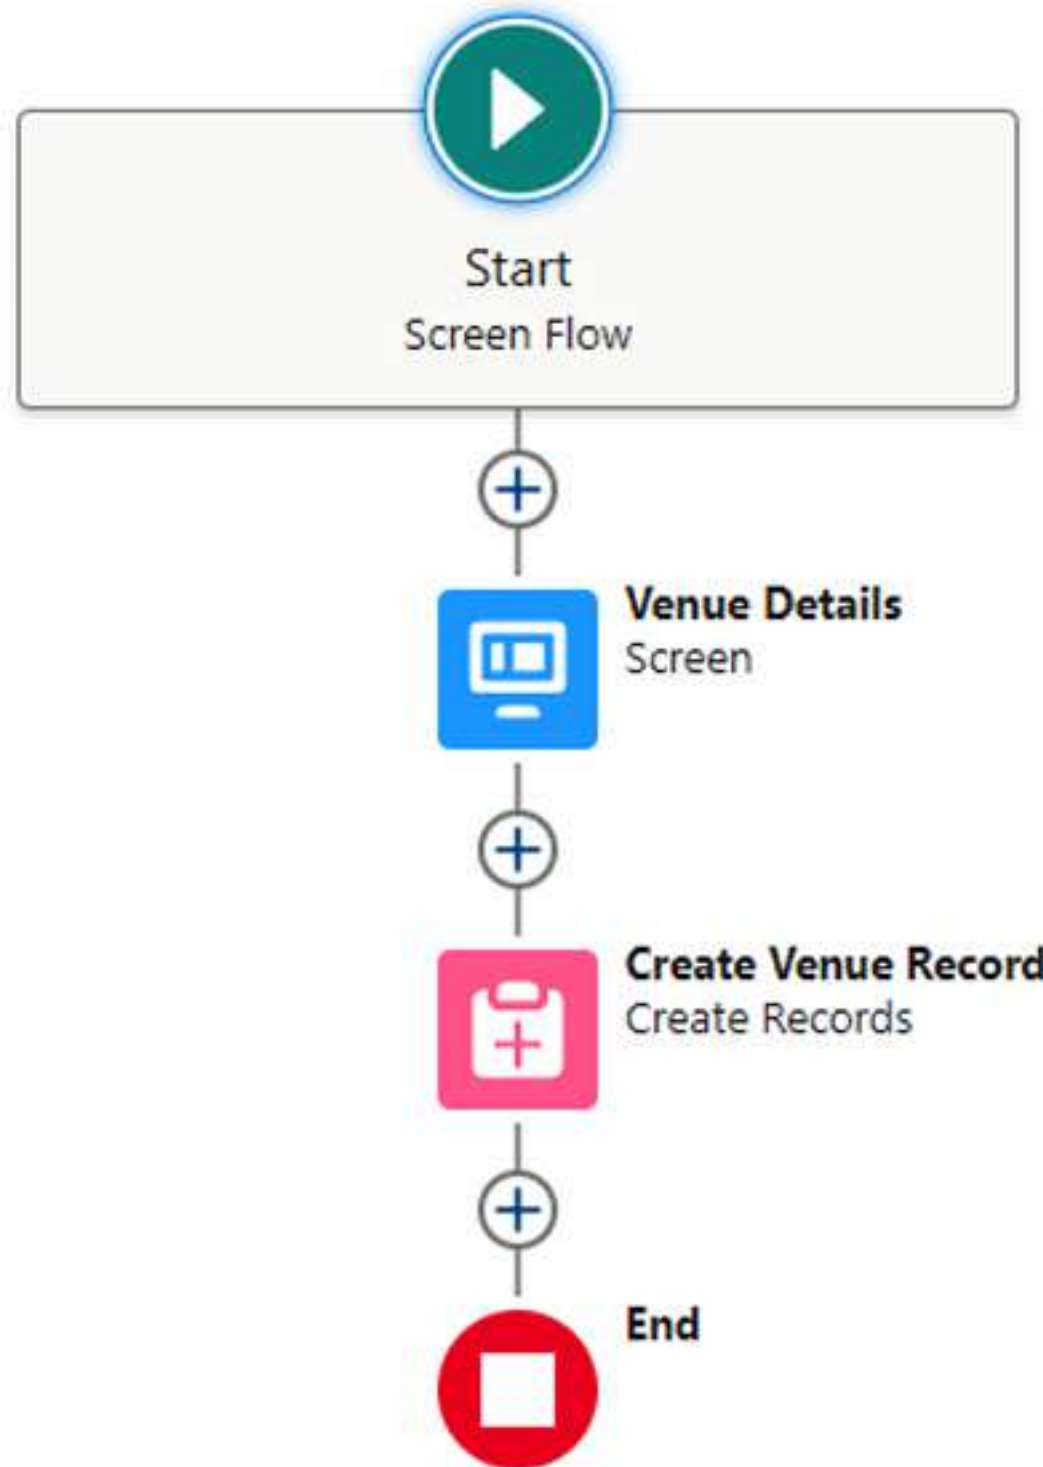 Start
Screen Flow
Venue Details
Screen
Create Venue Record
Create Records
End